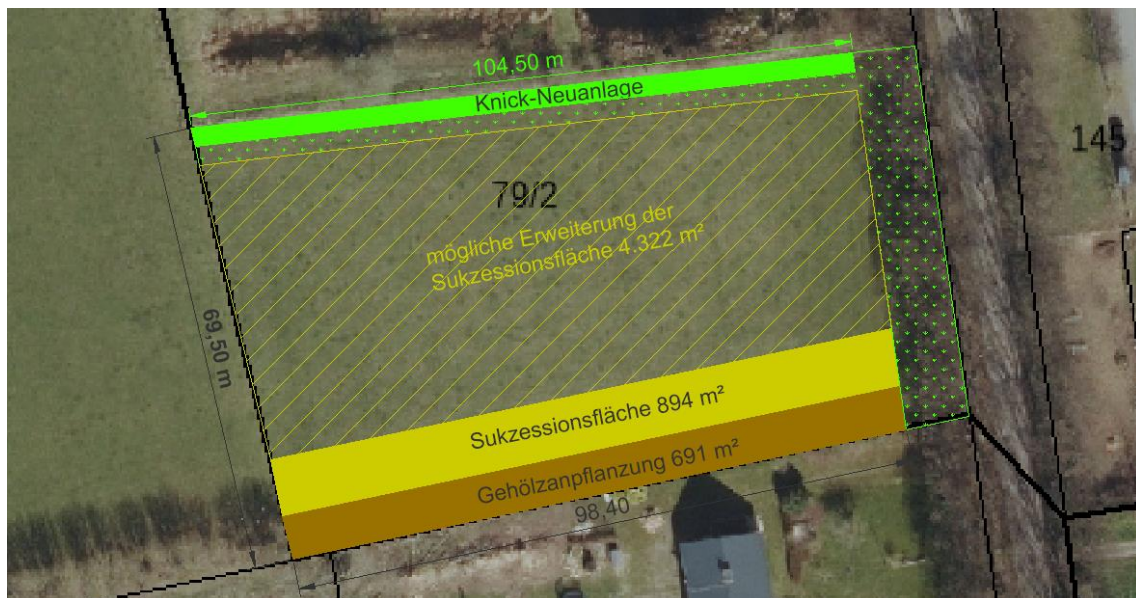 104,50 m
Knick-Neuanlage
145
79/2
mögliche Erweiterung der
Sukzessionsfläche 4.322 m²
69,50 m
Sukzessionsfläche 894 m²
Gehölzanpflanzung 691 m²
98,40